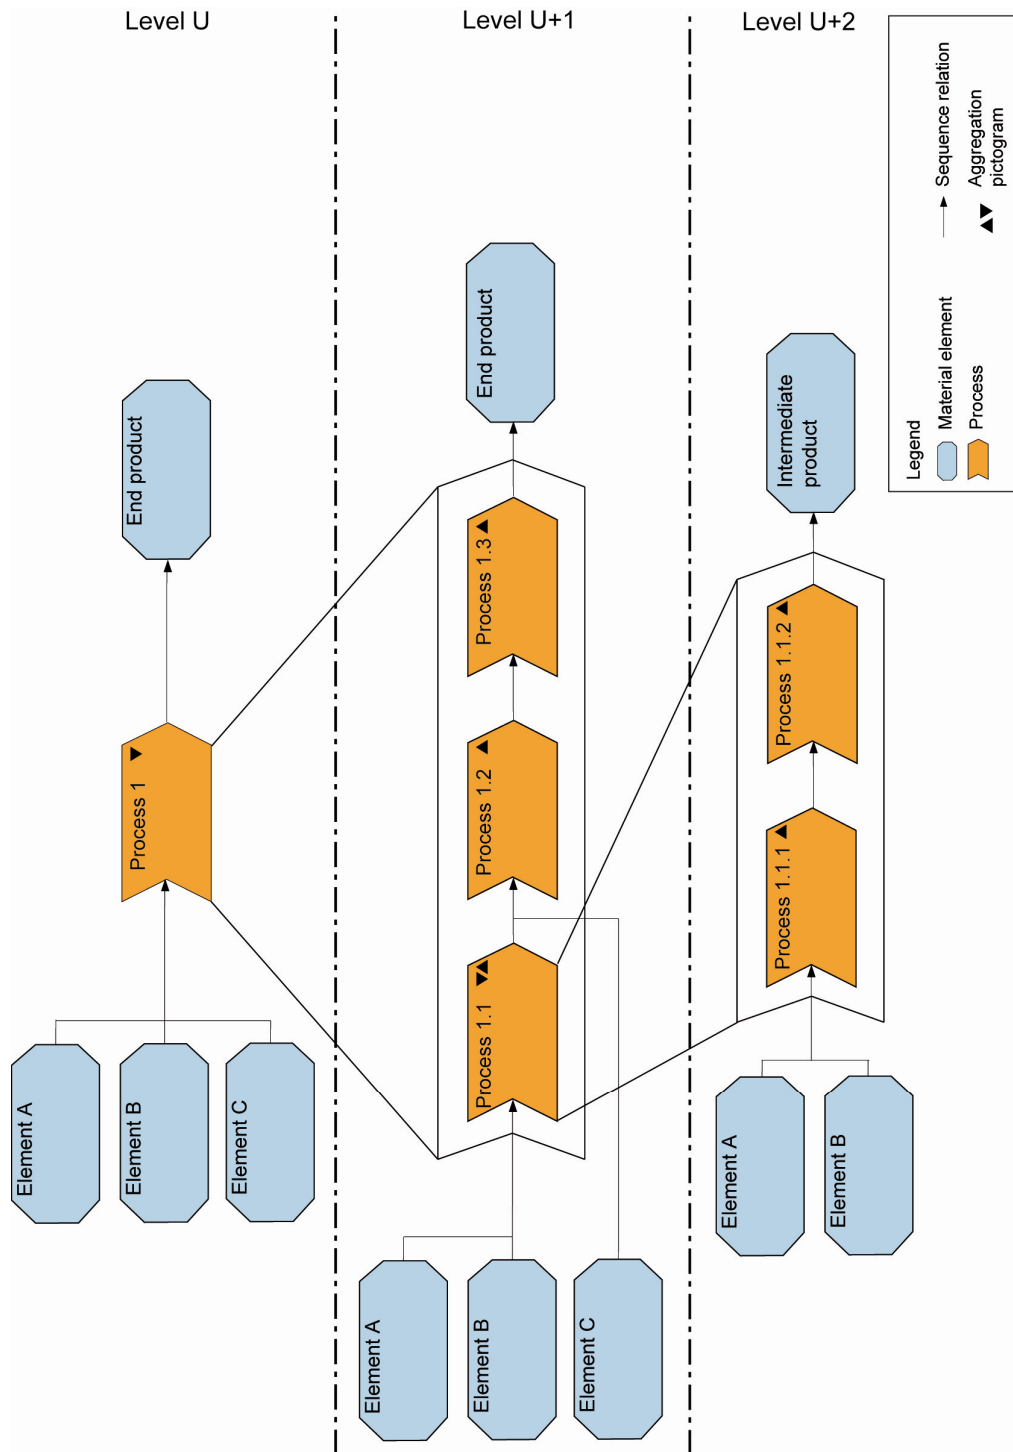 Level U
Element A
Element B
Element C
Process 1
End product
Level U+1
Element A
Element B
Element C
Process 1.1
Process 1.2
Process 1.3
End product
Level U+2
Element A
Element B
Process 1.1.1
Process 1.1.2
Intermediate
product
Legend
Material element
Process
Sequence relation
Aggregation
pictogram